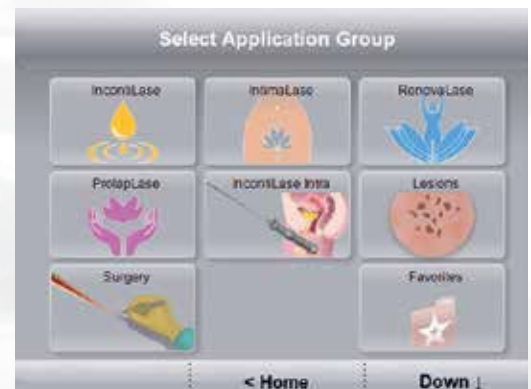 Select Application Group
IncontiLase
IntimaLase
RenovaLase
ProlapLase
IncontiLase Intra
Lesions
Surgery
Favorites
< Home
Down ↓